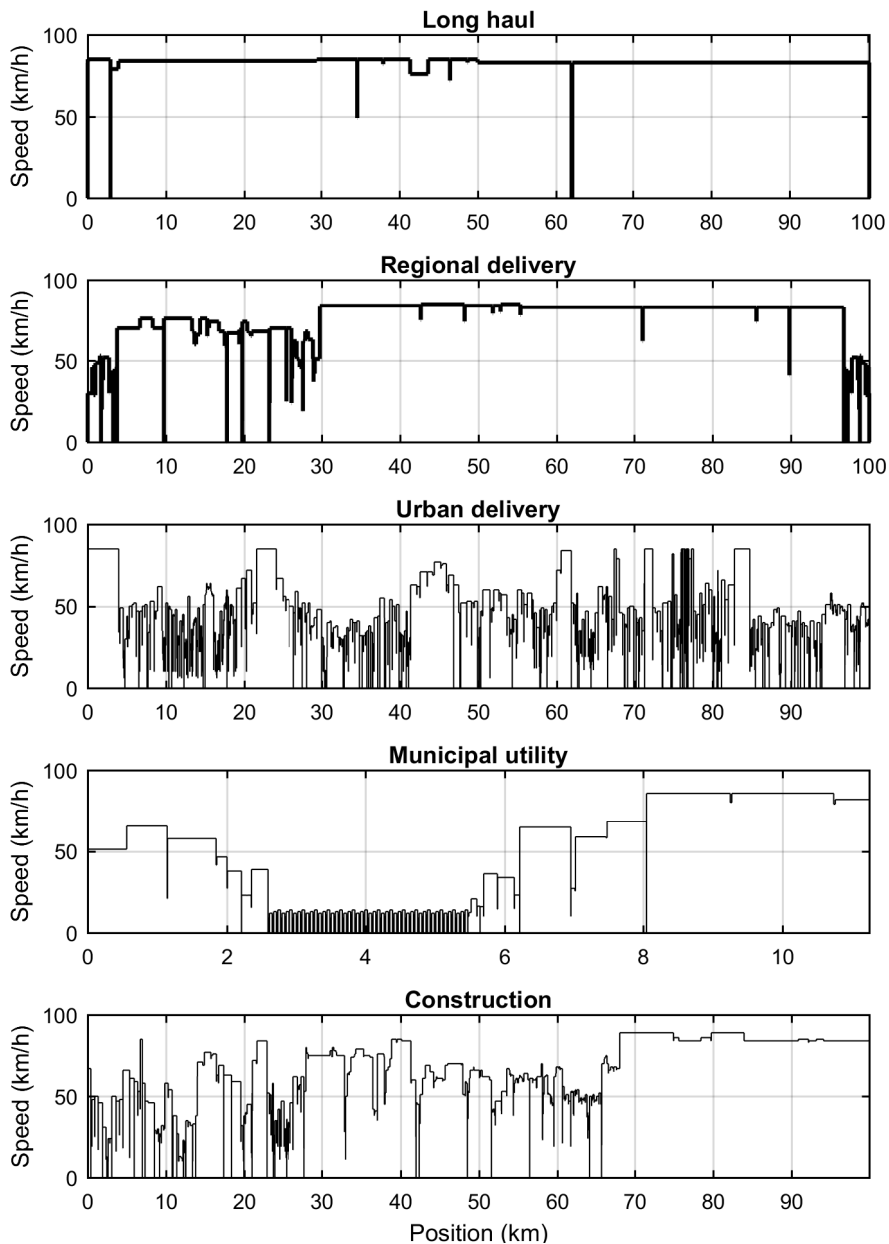 Long haul
100
50
0
Speed (km/h)
0 10 20 30 40 50 60 70 80 90 100
Regional delivery
100
50
0
Speed (km/h)
0 10 20 30 40 50 60 70 80 90 100
Urban delivery
100
50
0
Speed (km/h)
0 10 20 30 40 50 60 70 80 90
Municipal utility
100
50
0
Speed (km/h)
0 2 4 6 8 10
Construction
100
50
0
Speed (km/h)
0 10 20 30 40 50 60 70 80 90
Position (km)